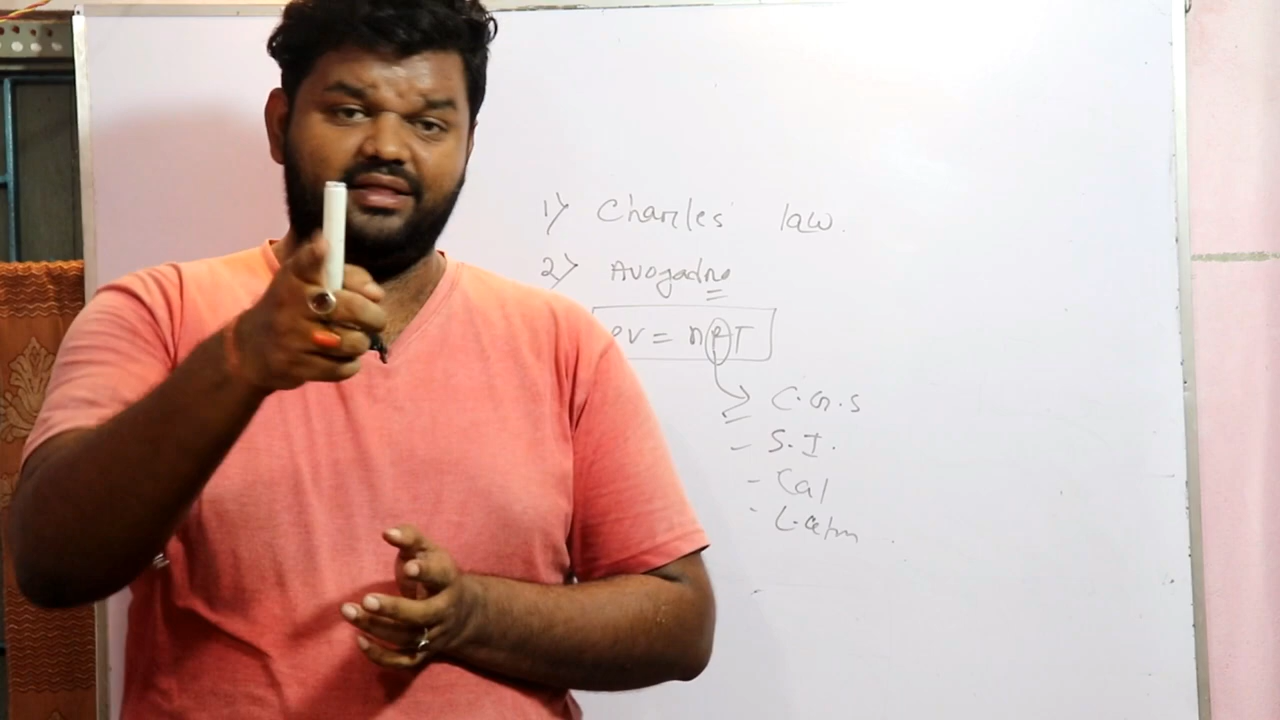 1) Charles' law.
2) Avogadro
PV = nRT
C.G.S
- S.I.
- Cal
- L.atm